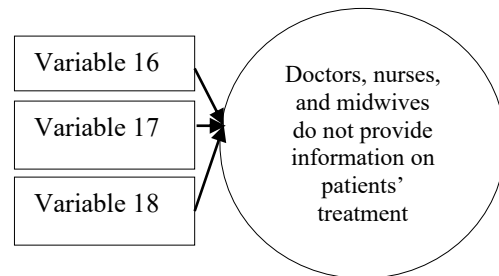 Variable 16
Variable 17
Variable 18
Doctors, nurses,
and midwives
do not provide
information on
patients’
treatment